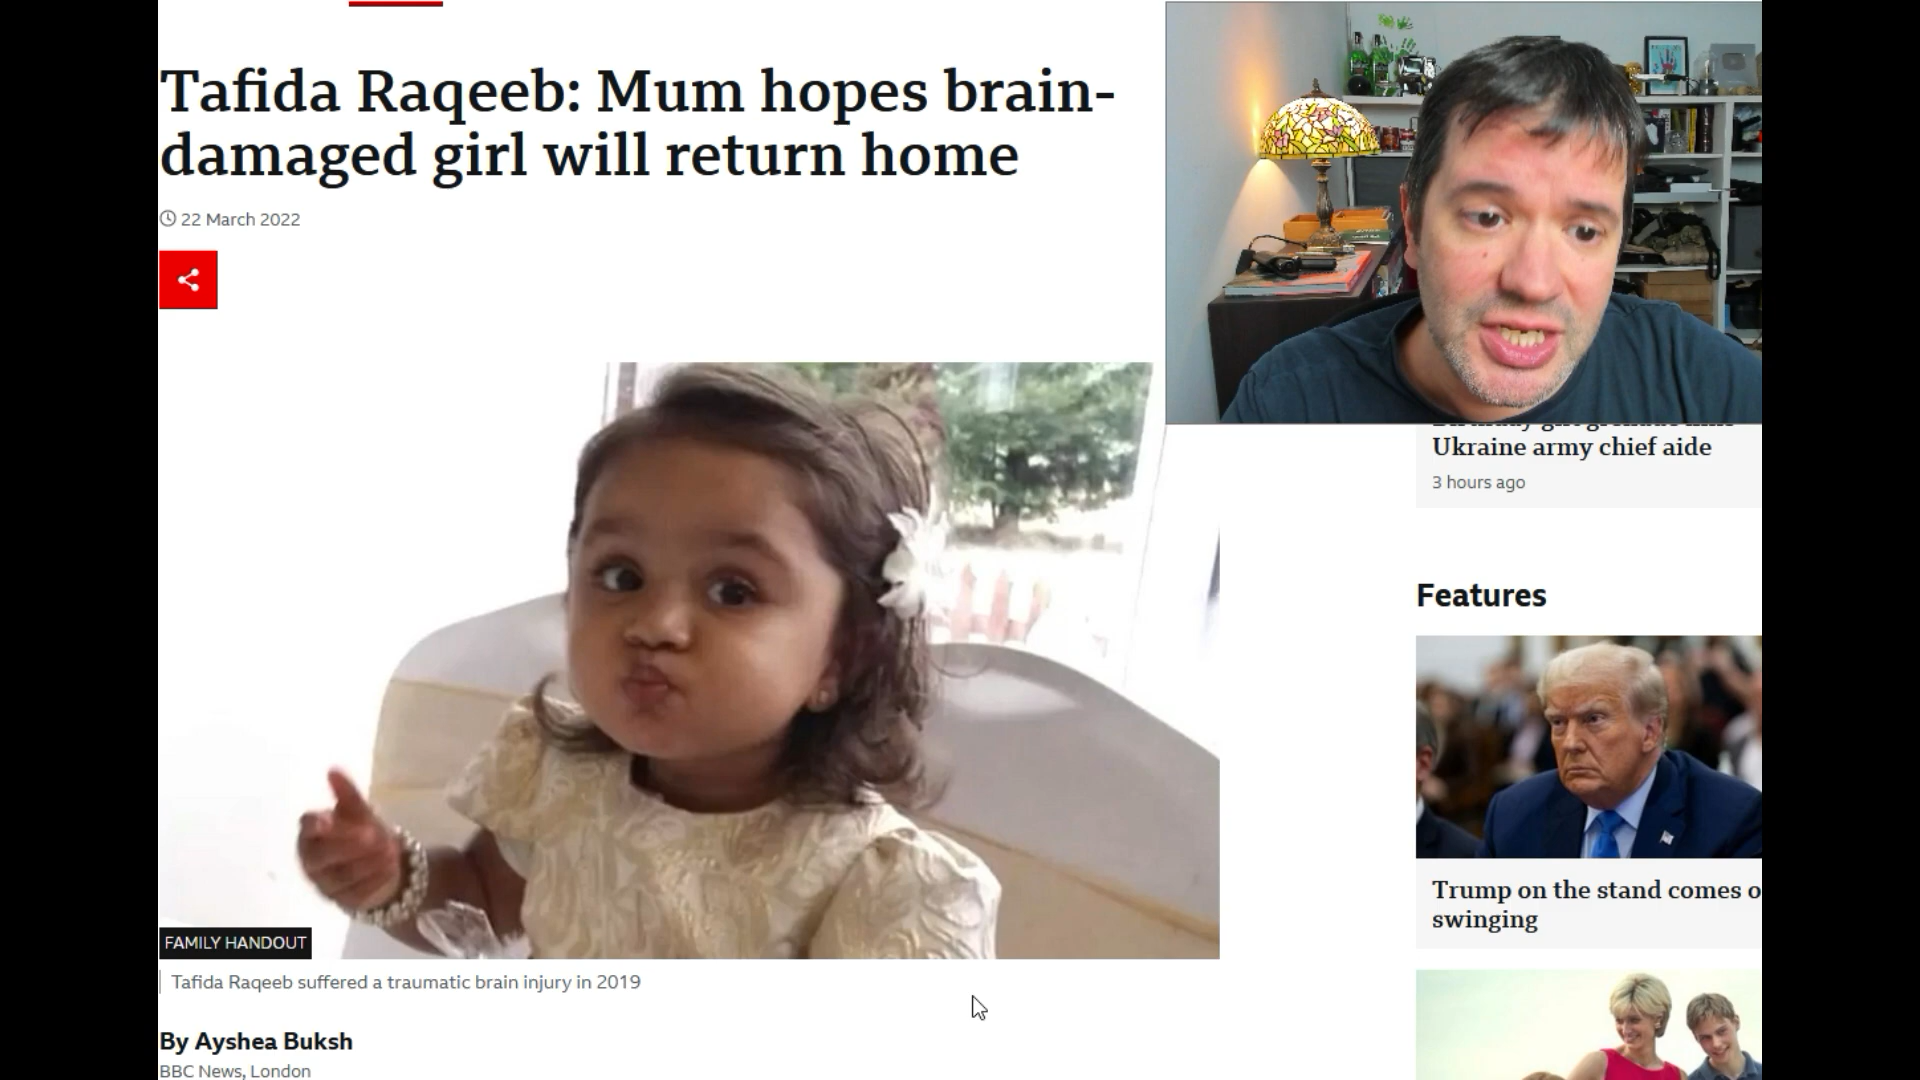 Tafida Raqeeb: Mum hopes brain-
damaged girl will return home
22 March 2022
FAMILY HANDOUT
Tafida Raqeeb suffered a traumatic brain injury in 2019
By Ayshea Buksh
BBC News, London
Ukraine army chief aide
3 hours ago
Features
Trump on the stand comes o
swinging